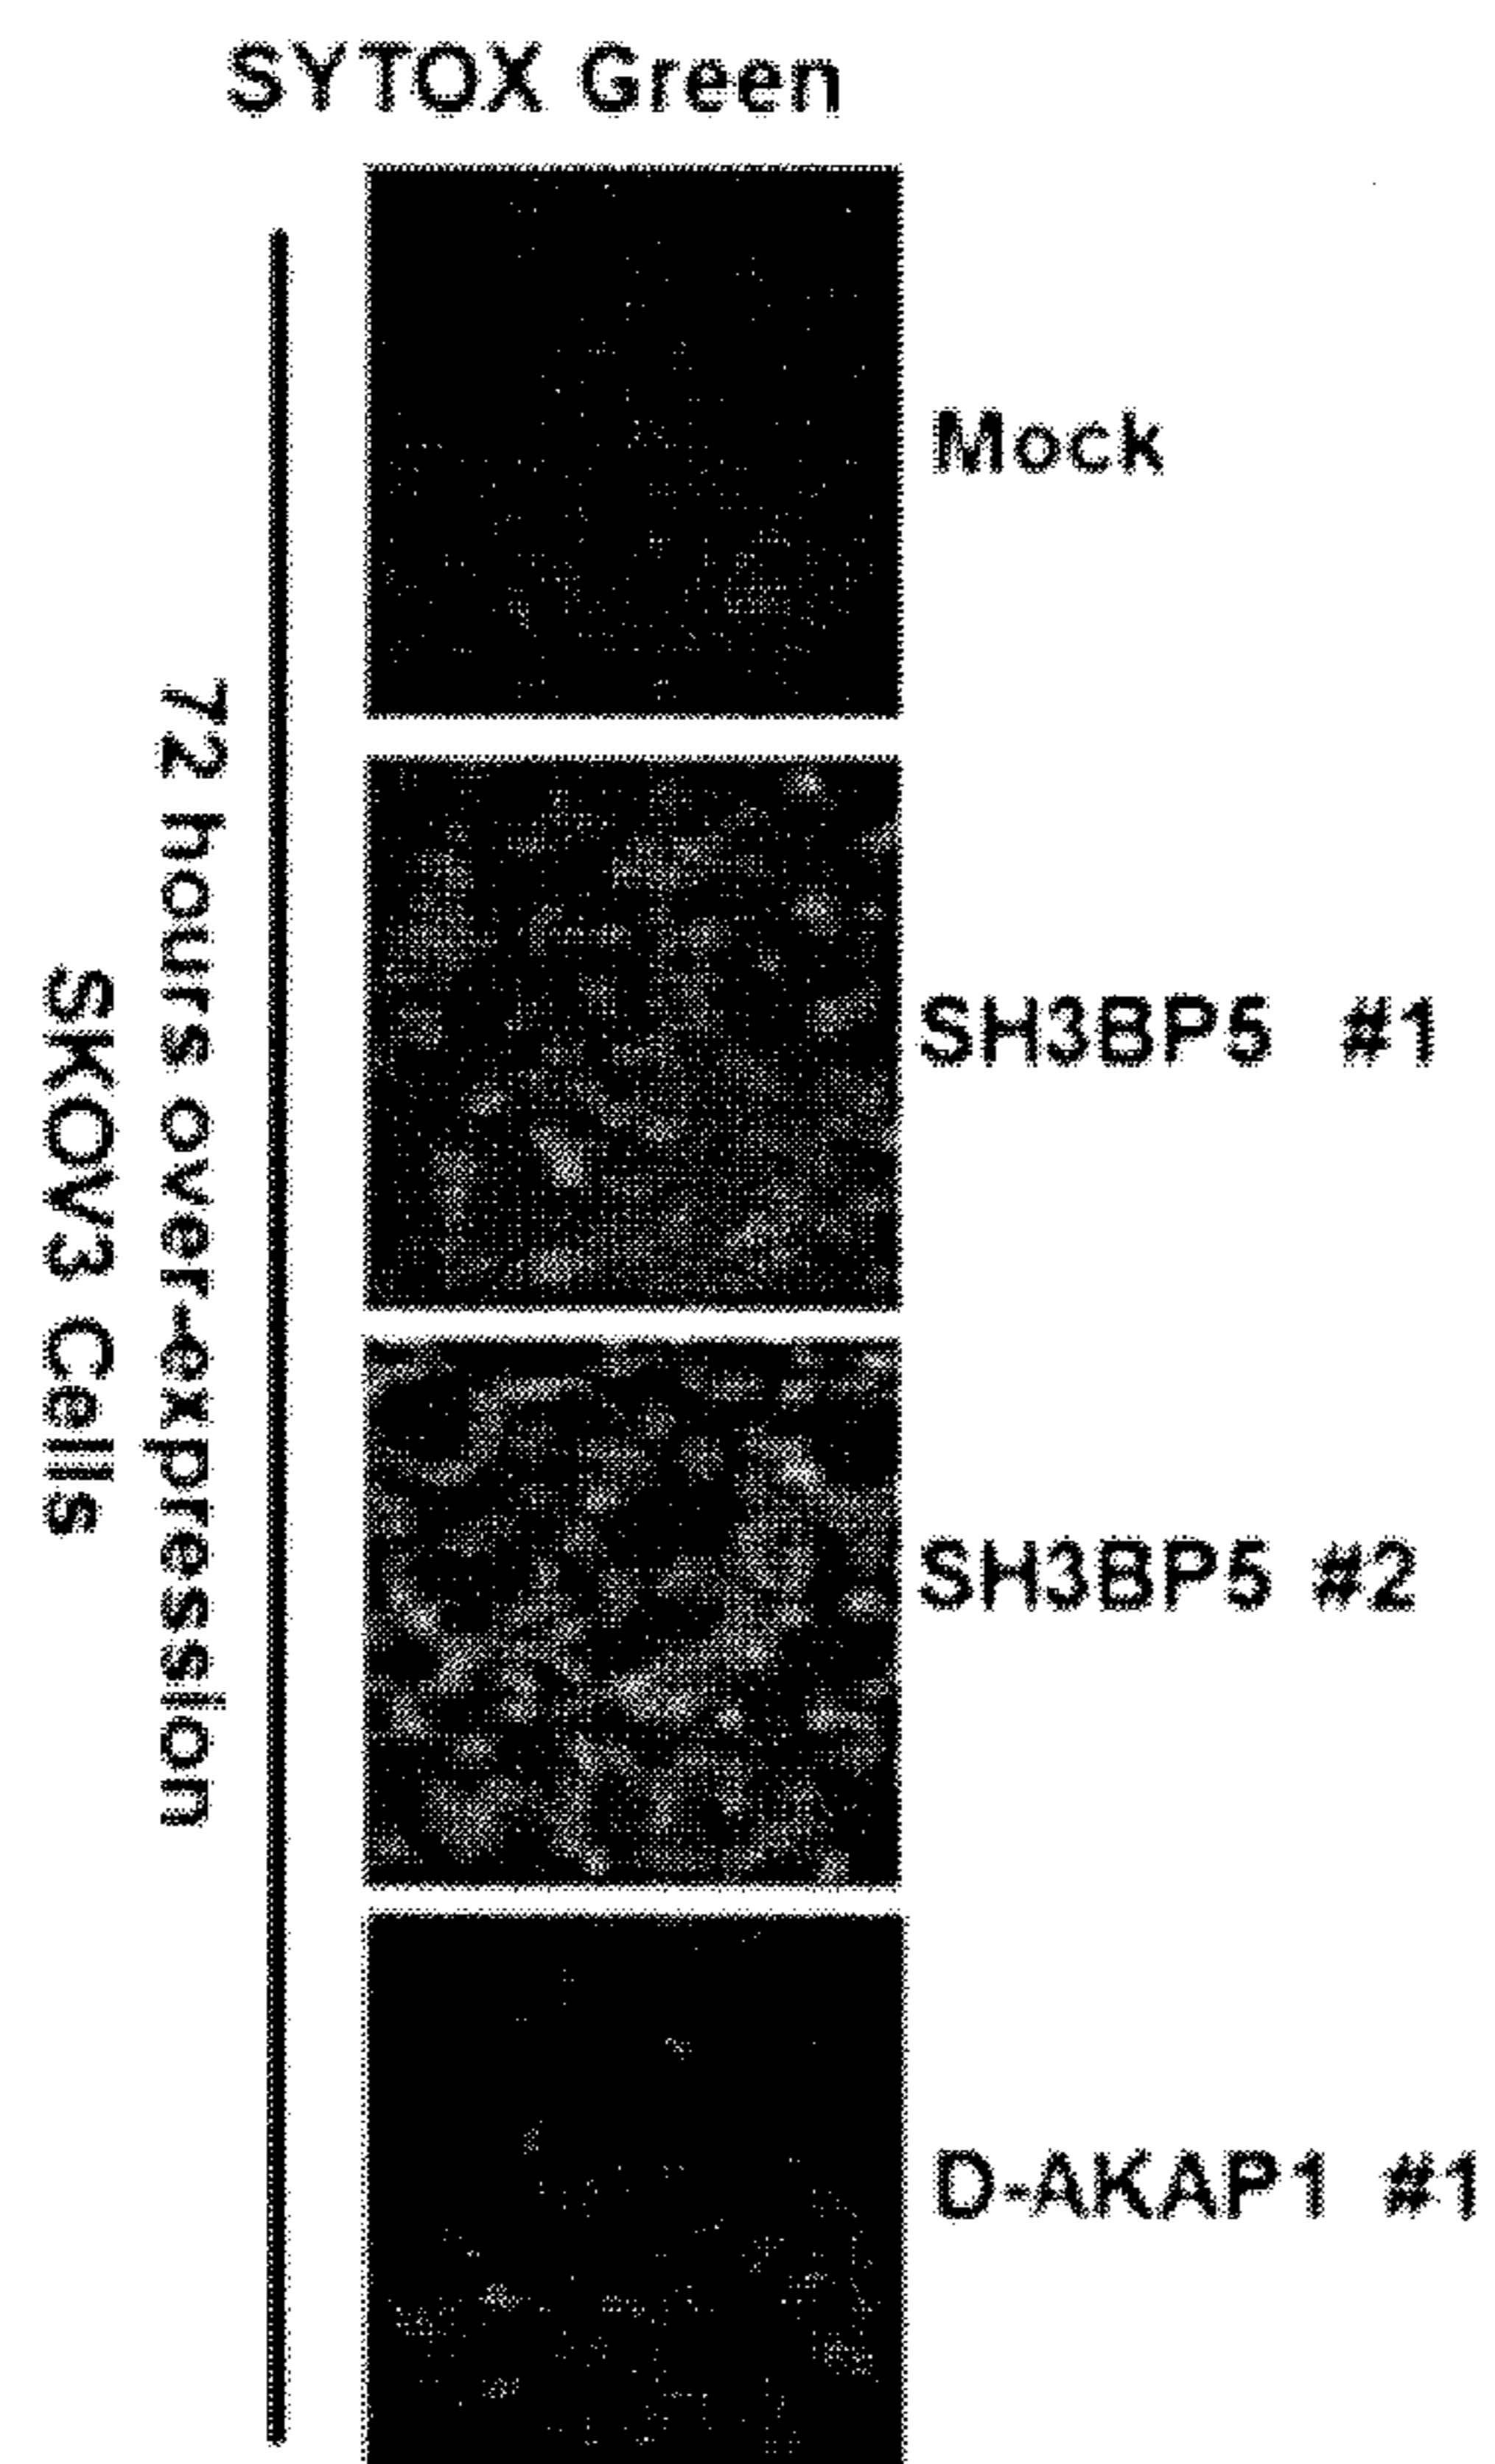 SYTOX Green
Mock
SH3BP5 #1
SH3BP5 #2
D-AKAP1 #1
72 hours over-expression
SKOV3 Cells